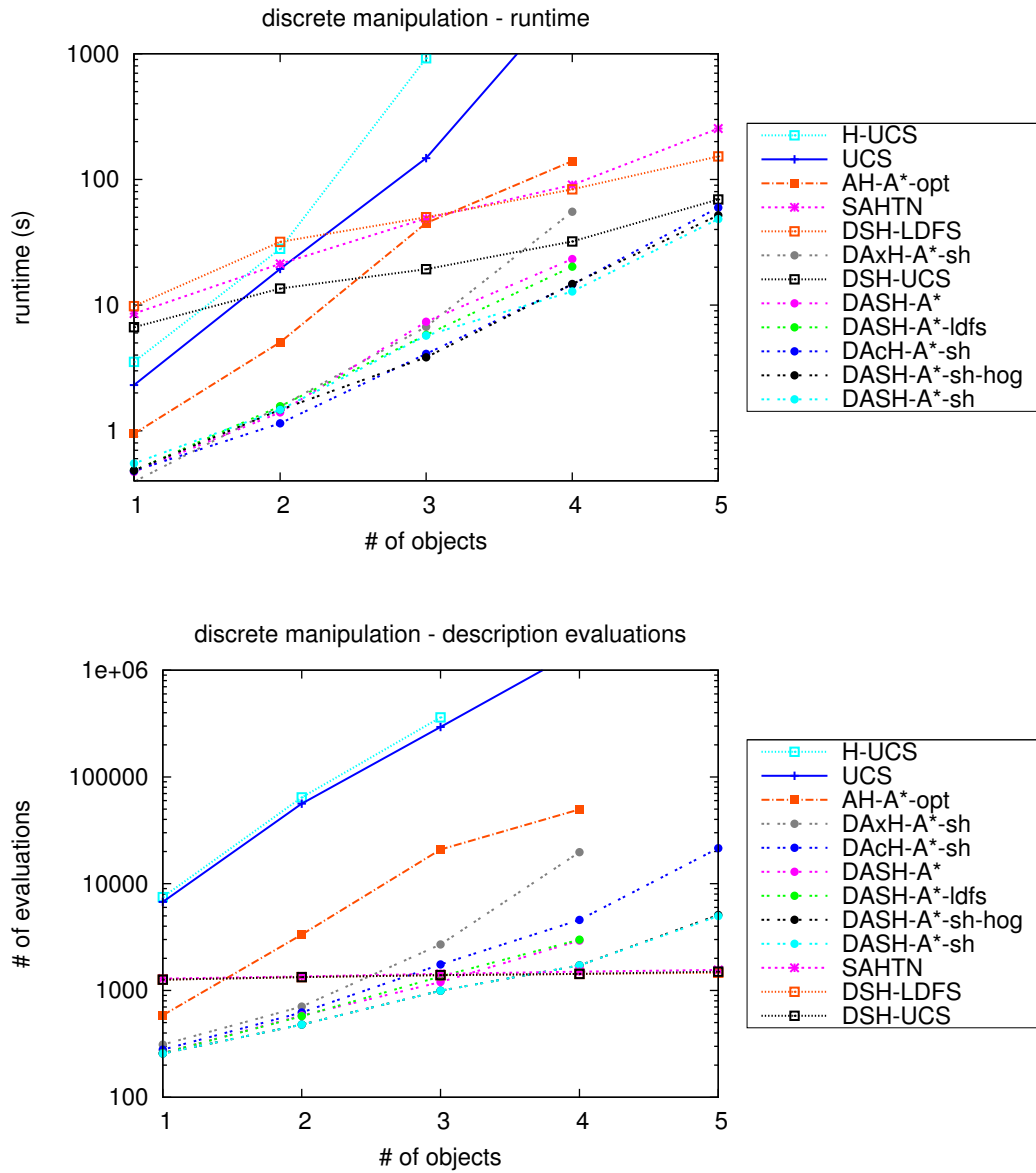 discrete manipulation - runtime
1000
100
10
1
runtime (s)
1 2 3 4 5
# of objects
H-UCS
UCS
AH-A*-opt
SAHTN
DSH-LDFS
DAxH-A*-sh
DSH-UCS
DASH-A*
DASH-A*-ldfs
DAcH-A*-sh
DASH-A*-sh-hog
DASH-A*-sh
discrete manipulation - description evaluations
1e+06
100000
10000
1000
100
# of evaluations
1 2 3 4 5
# of objects
H-UCS
UCS
AH-A*-opt
DAxH-A*-sh
DAcH-A*-sh
DASH-A*
DASH-A*-ldfs
DASH-A*-sh-hog
DASH-A*-sh
SAHTN
DSH-LDFS
DSH-UCS